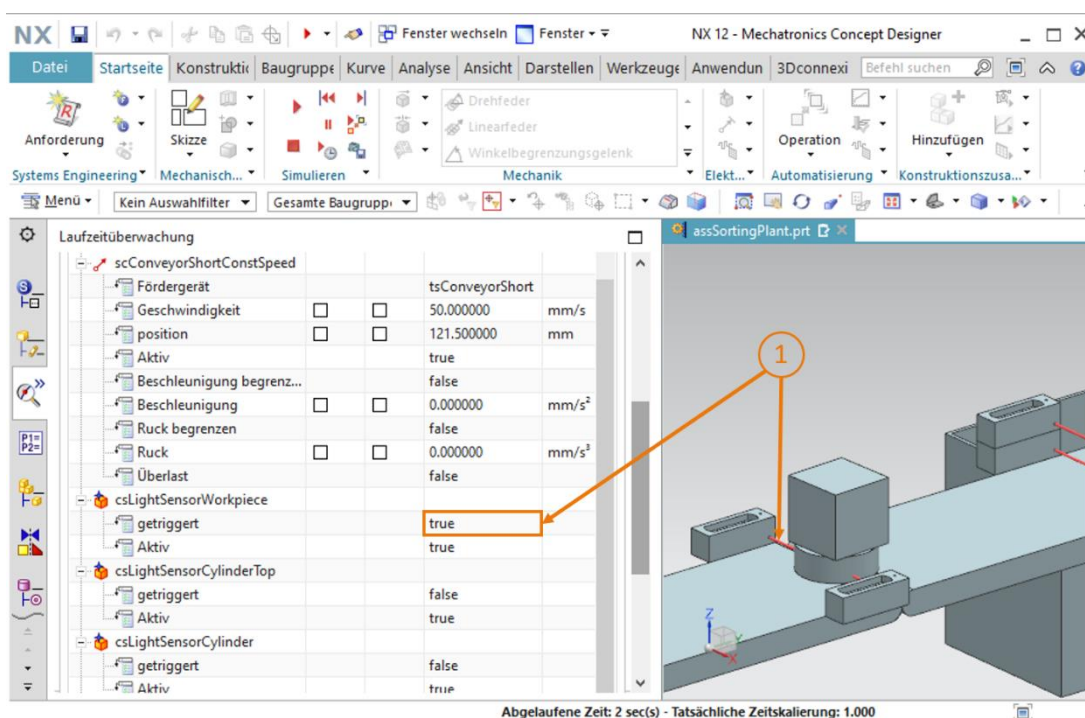 NX Fenster wechseln Fenster NX 12 - Mechatronics Concept Designer
Datei Startseite Konstruktic Baugruppe Kurve Analyse Ansicht Darstellen Werkzeuge Anwendun 3Dconnexi Befehl suchen
Anforderung Skizze Drehfeder Linearfeder Winkelbegrenzungsgelenk Operation Hinzufügen
Systems Engineering Mechanisch... Simulieren Mechanik Elekt... Automatisierung Konstruktionszusa...
Menü Kein Auswahlfilter Gesamte Baugruppe
Laufzeitüberwachung assSortingPlant.prt
scConveyorShortConstSpeed
Fördergerät tsConveyorShort
Geschwindigkeit 50.000000 mm/s
position 121.500000 mm
Aktiv true
Beschleunigung begrenz... false
Beschleunigung 0.000000 mm/s²
Ruck begrenzen false
Ruck 0.000000 mm/s³
Überlast false
csLightSensorWorkpiece
getriggert true
Aktiv true
csLightSensorCylinderTop
getriggert false
Aktiv true
csLightSensorCylinder
getriggert false
Aktiv true
1
Z
Y
X
P1=
P2=
Abgelaufene Zeit: 2 sec(s) - Tatsächliche Zeitskalierung: 1.000